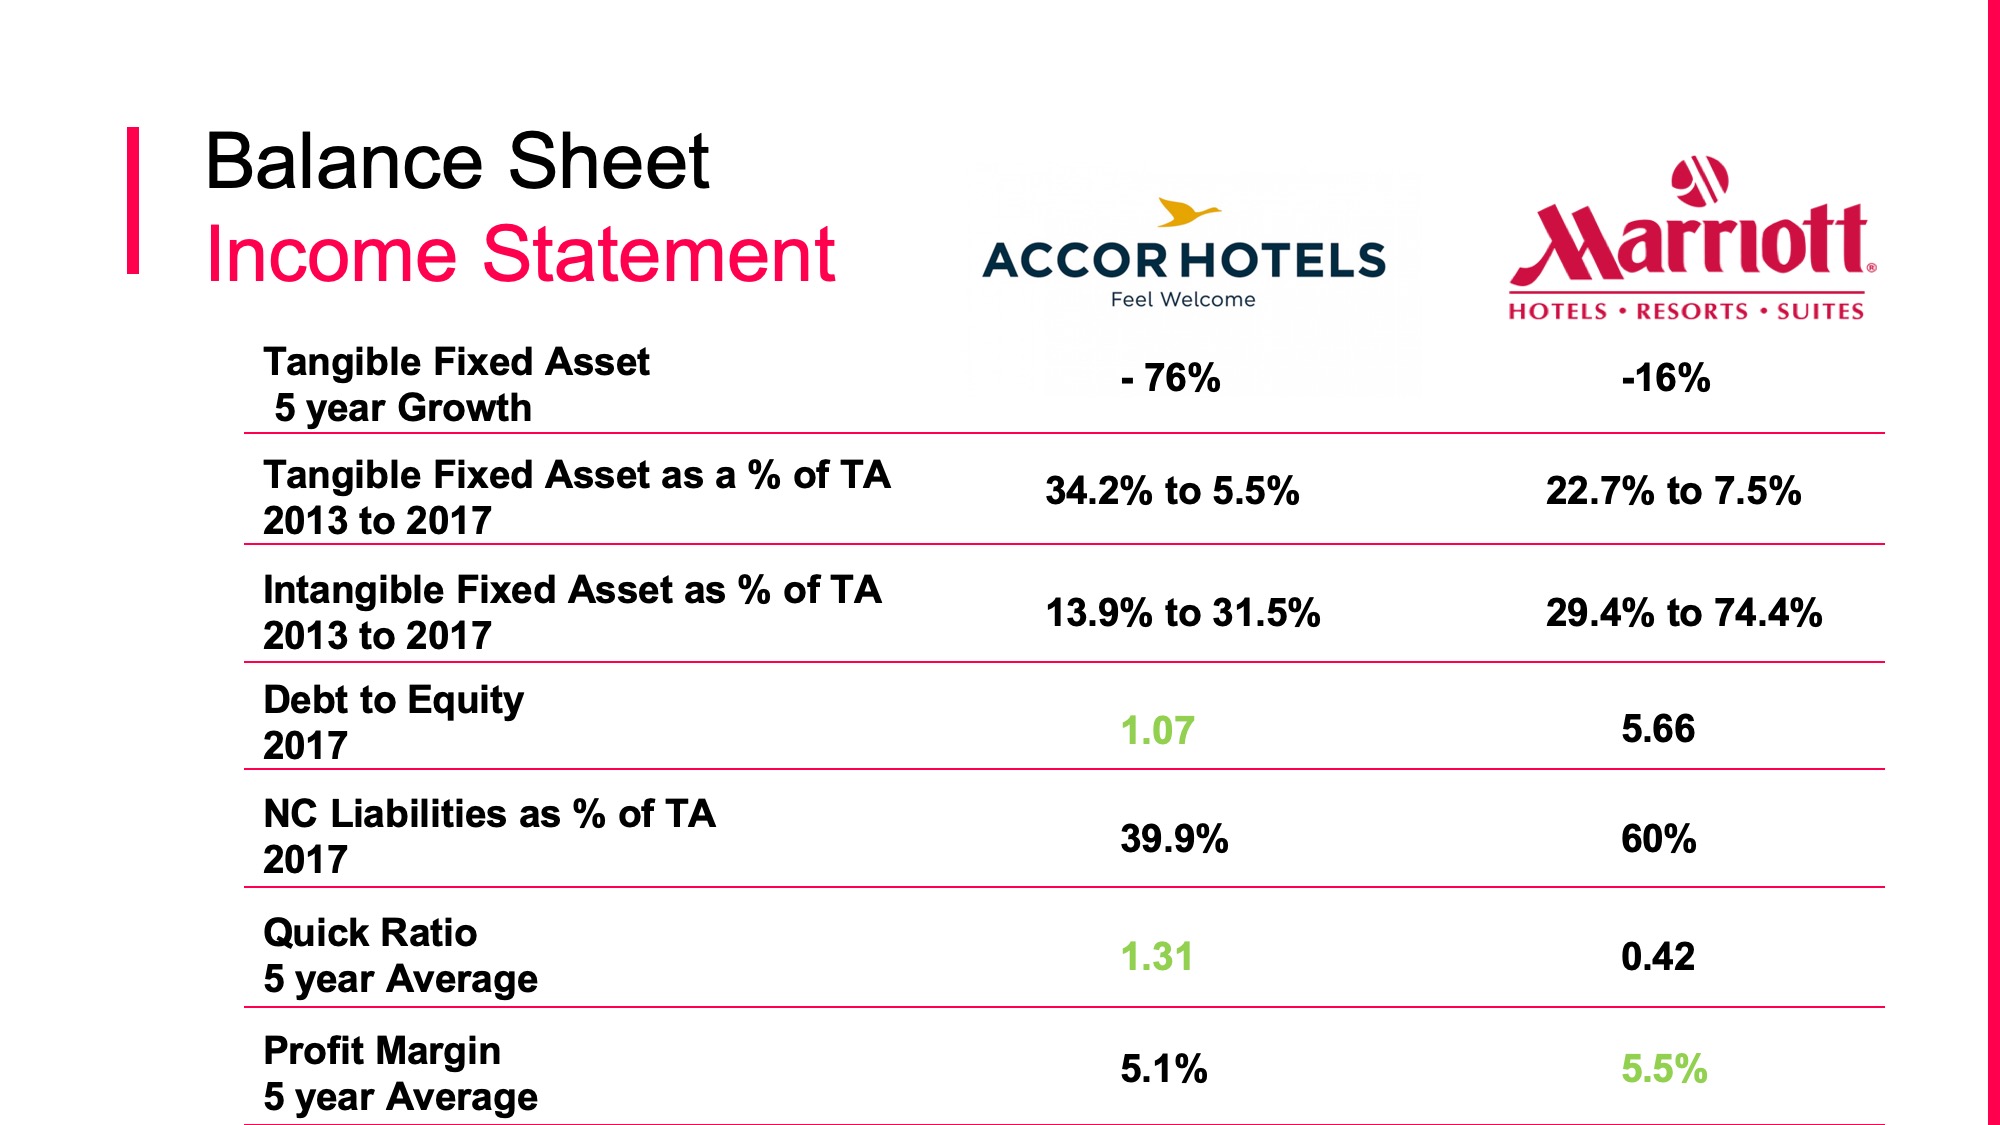 Balance Sheet
Income Statement
ACCORHOTELS
Feel Welcome
Marriott®
HOTELS • RESORTS • SUITES
Tangible Fixed Asset
5 year Growth
- 76%
-16%
Tangible Fixed Asset as a % of TA
2013 to 2017
34.2% to 5.5%
22.7% to 7.5%
Intangible Fixed Asset as % of TA
2013 to 2017
13.9% to 31.5%
29.4% to 74.4%
Debt to Equity
2017
1.07
5.66
NC Liabilities as % of TA
2017
39.9%
60%
Quick Ratio
5 year Average
1.31
0.42
Profit Margin
5 year Average
5.1%
5.5%